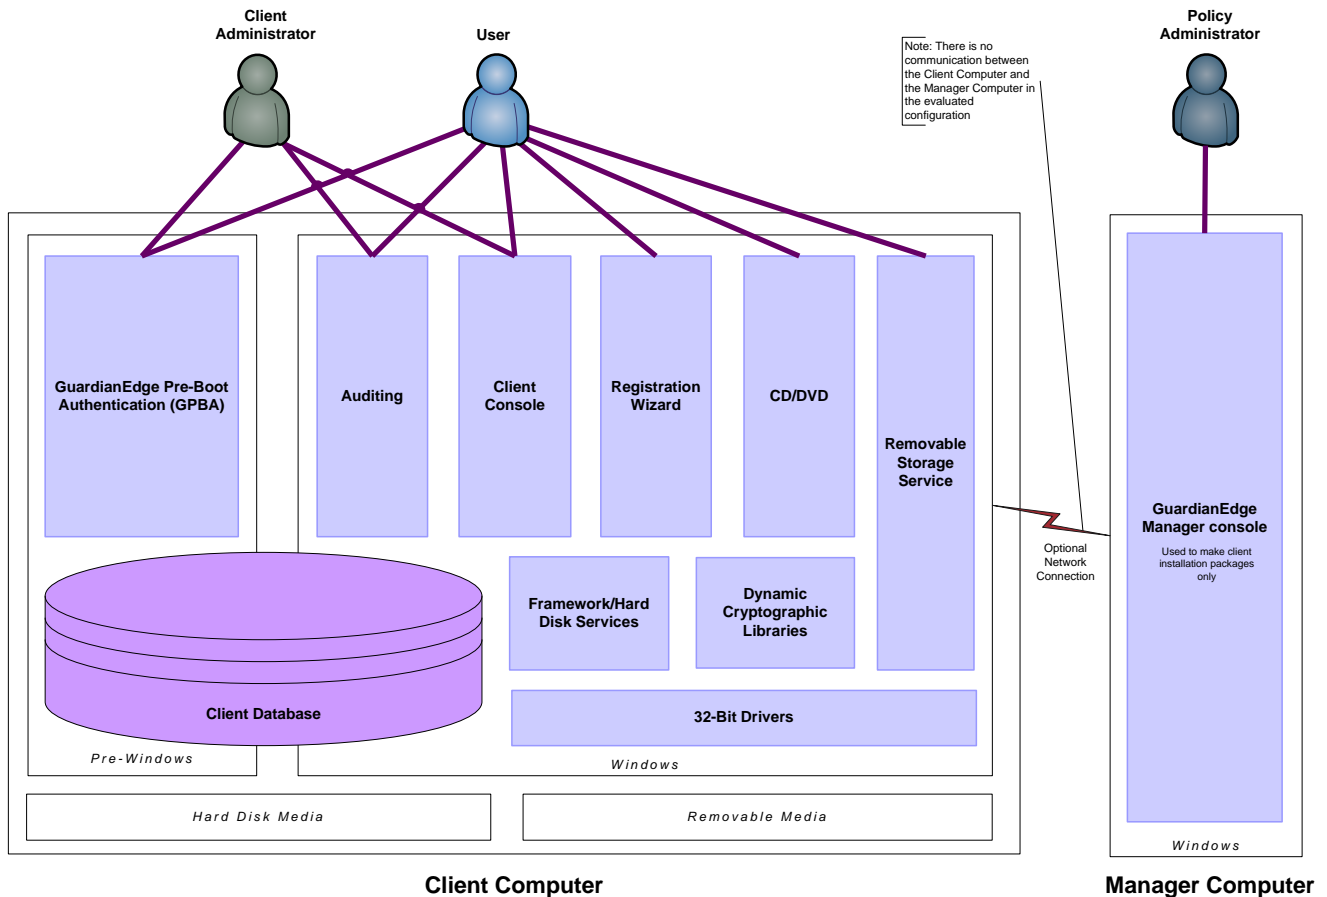 Client
Administrator
User
Policy
Administrator
Note: There is no
communication between
the Client Computer and
the Manager Computer in
the evaluated
configuration
GuardianEdge Pre-Boot
Authentication (GPBA)
Auditing
Client
Console
Registration
Wizard
CD/DVD
Removable
Storage
Service
GuardianEdge
Manager console
Used to make client
installation packages
only
Optional
Network
Connection
Framework/Hard
Disk Services
Dynamic
Cryptographic
Libraries
Client Database
32-Bit Drivers
Pre-Windows
Windows
Hard Disk Media
Removable Media
Windows
Client Computer
Manager Computer